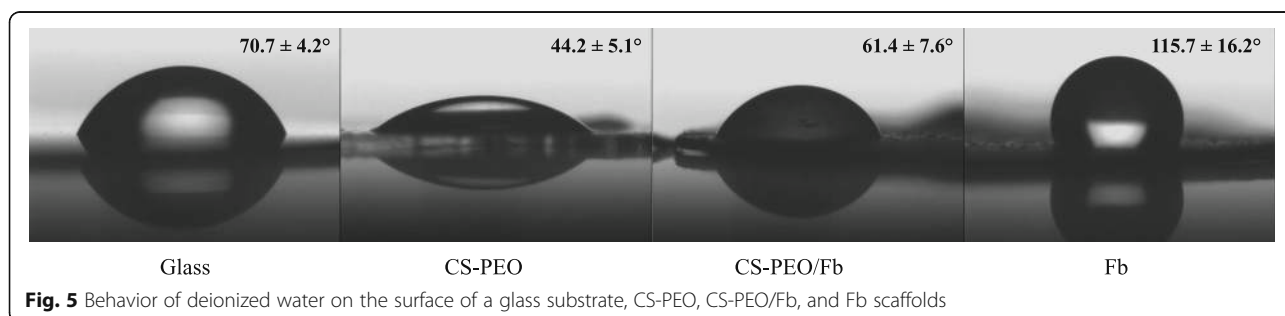 70.7 ± 4.2°
44.2 ± 5.1°
61.4 ± 7.6°
115.7 ± 16.2°
Glass
CS-PEO
CS-PEO/Fb
Fb
Fig. 5 Behavior of deionized water on the surface of a glass substrate, CS-PEO, CS-PEO/Fb, and Fb scaffolds